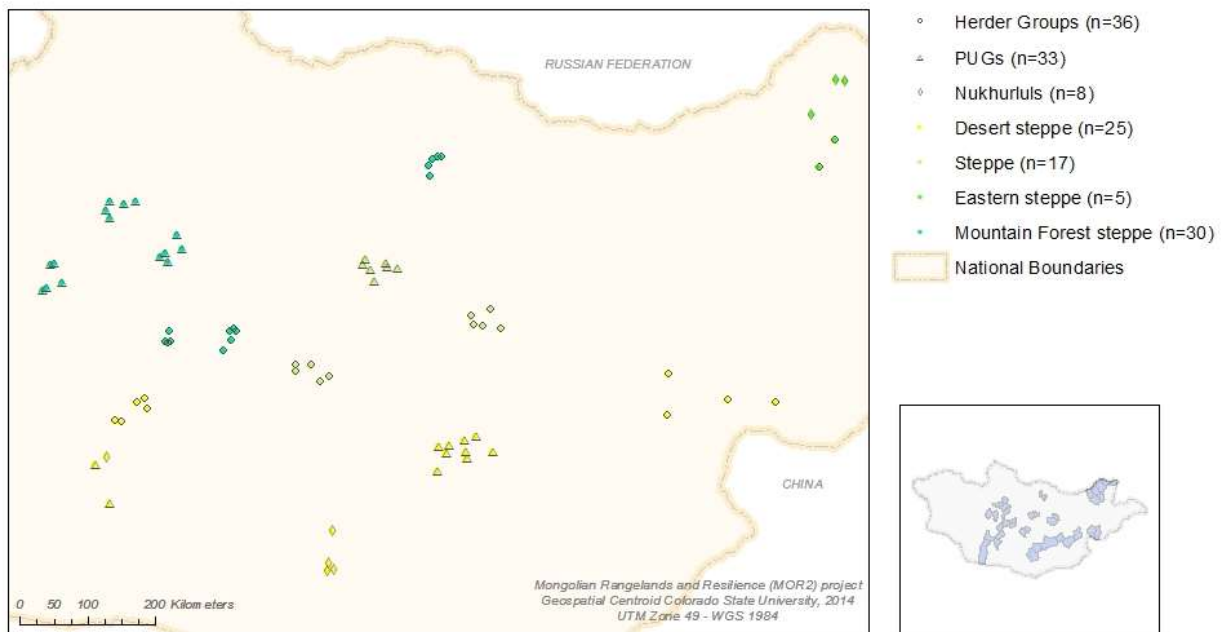 RUSSIAN FEDERATION
CHINA
0 50 100 200 Kilometers
Mongolian Rangelands and Resilience (MOR2) project
Geospatial Centroid Colorado State University, 2014
UTM Zone 49 - WGS 1984
Herder Groups (n=36)
PUGs (n=33)
Nukhurluls (n=8)
Desert steppe (n=25)
Steppe (n=17)
Eastern steppe (n=5)
Mountain Forest steppe (n=30)
National Boundaries